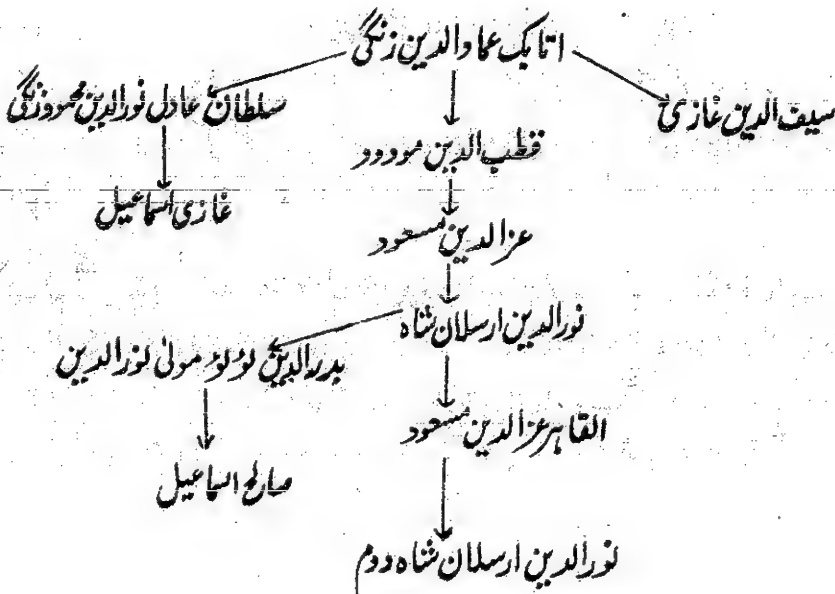 اتابک عماد الدین زنگی
سیف الدین غازی
سلطان عادل نور الدین محمود زنگی
قطب الدین مودود
غازی اسماعیل
عز الدین مسعود
نور الدین ارسلان شاہ
بدر الدین لؤلؤ مولیٰ نور الدین
القاہر عز الدین مسعود
صالح اسماعیل
نور الدین ارسلان شاہ دوم